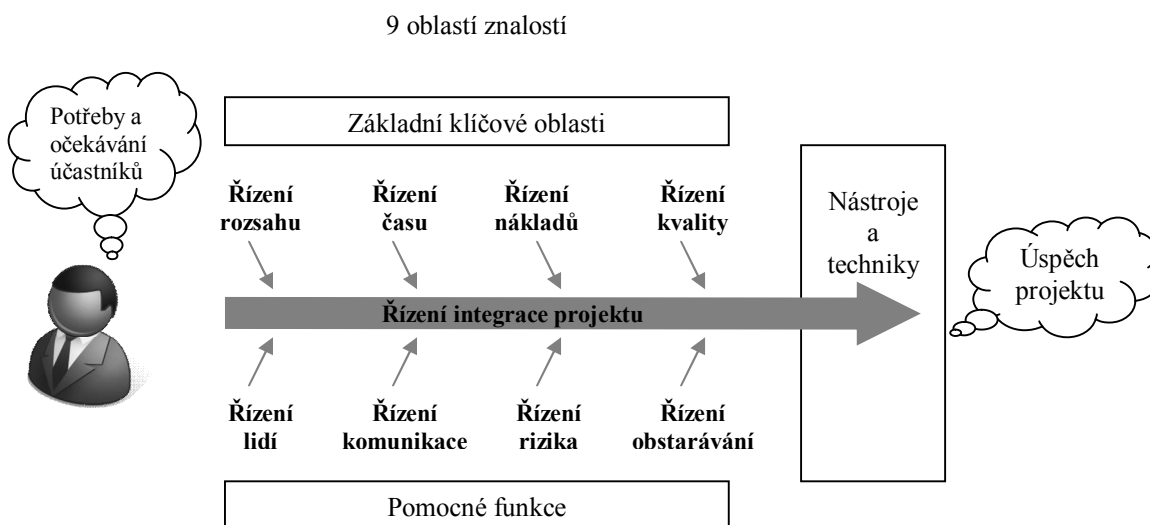 9 oblastí znalostí
Potřeby a
očekávání
účastníků
Základní klíčové oblasti
Řízení
rozsahu
Řízení
času
Řízení
nákladů
Řízení
kvality
Nástroje
a
techniky
Úspěch
projektu
Řízení integrace projektu
Řízení
lidí
Řízení
komunikace
Řízení
rizika
Řízení
obstarávání
Pomocné funkce